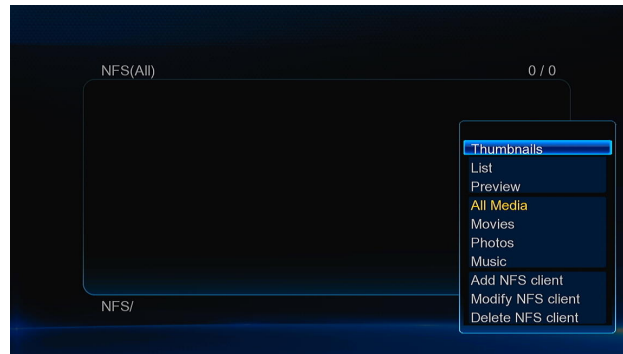 NFS(All)
0 / 0
Thumbnails
List
Preview
All Media
Movies
Photos
Music
Add NFS client
Modify NFS client
Delete NFS client
NFS/